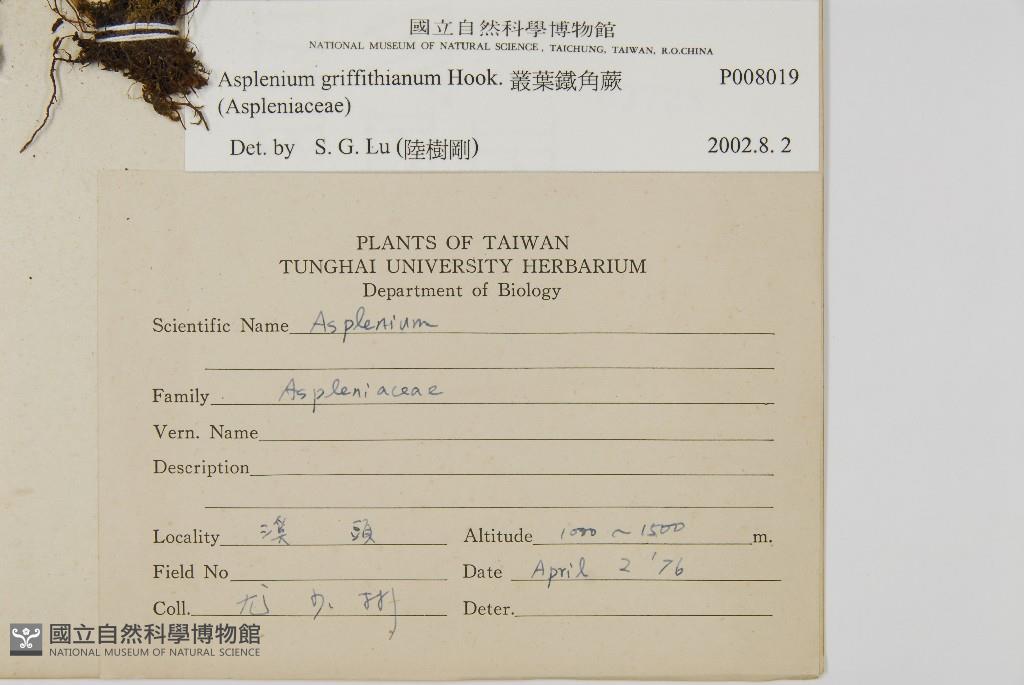 國立自然科學博物館
NATIONAL MUSEUM OF NATURAL SCIENCE, TAICHUNG, TAIWAN, R.O.CHINA
Asplenium griffithianum Hook. 叢葉鐵角蕨 P008019
(Aspleniaceae)
Det. by S. G. Lu (陸樹剛) 2002.8. 2
PLANTS OF TAIWAN
TUNGHAI UNIVERSITY HERBARIUM
Department of Biology
Scientific Name Asplenium
Family Aspleniaceae
Vern. Name
Description
Locality 溪 頭 Altitude 1000 ~ 1500 m.
Field No Date April 2 '76
Coll. Deter.
國立自然科學博物館
NATIONAL MUSEUM OF NATURAL SCIENCE